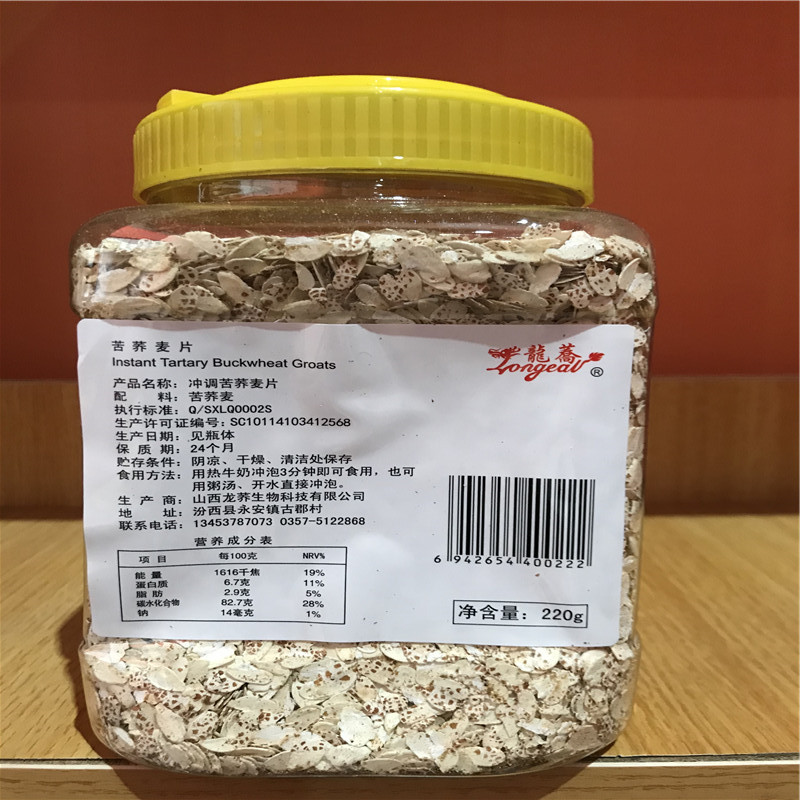 苦荞麦片
Instant Tartary Buckwheat Groats
龍蕎
Longeal®
产品名称：冲调苦荞麦片
配　　料：苦荞麦
执行标准：Q/SXLQ0002S
生产许可证编号：SC10114103412568
生产日期：见瓶体
保 质 期：24个月
贮存条件：阴凉、干燥、清洁处保存
食用方法：用热牛奶冲泡3分钟即可食用，也可
用粥汤、开水直接冲泡。
生 产 商：山西龙荞生物科技有限公司
地　　址：汾西县永安镇古郡村
联系电话：13453787073 0357-5122868
营养成分表
项 目 每100克 NRV%
能 量 1616千焦 19%
蛋白质 6.7克 11%
脂 肪 2.9克 5%
碳水化合物 82.7克 28%
钠 14毫克 1%
6 942654 400222
净含量：220g